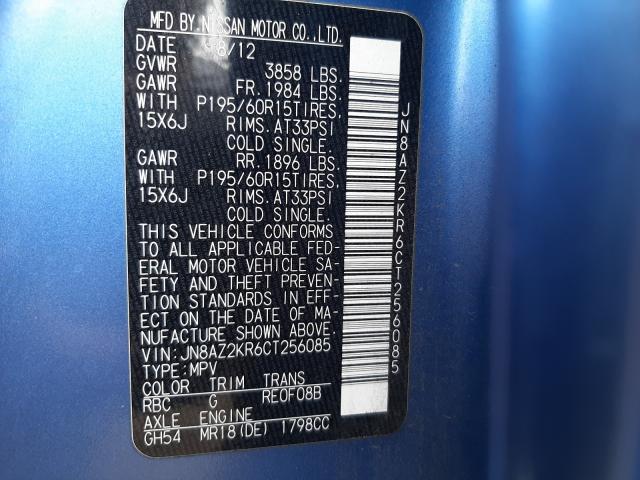 MFD BY.NISSAN MOTOR CO.,LTD.
DATE 8/12
GVWR 3858 LBS.
GAWR FR.1984 LBS.
WITH P195/60R15TIRES,
15X6J RIMS.AT33PSI
COLD SINGLE.
GAWR RR.1896 LBS.
WITH P195/60R15TIRES,
15X6J RIMS.AT33PSI
COLD SINGLE.
THIS VEHICLE CONFORMS
TO ALL APPLICABLE FED-
ERAL MOTOR VEHICLE SA-
FETY AND THEFT PREVEN-
TION STANDARDS IN EFF-
ECT ON THE DATE OF MA-
NUFACTURE SHOWN ABOVE.
VIN:JN8AZ2KR6CT256085
TYPE:MPV
COLOR TRIM TRANS
RBC G RE0F08B
AXLE ENGINE
GH54 MR18(DE) 1798CC
JN8AZ2KR6CT256085